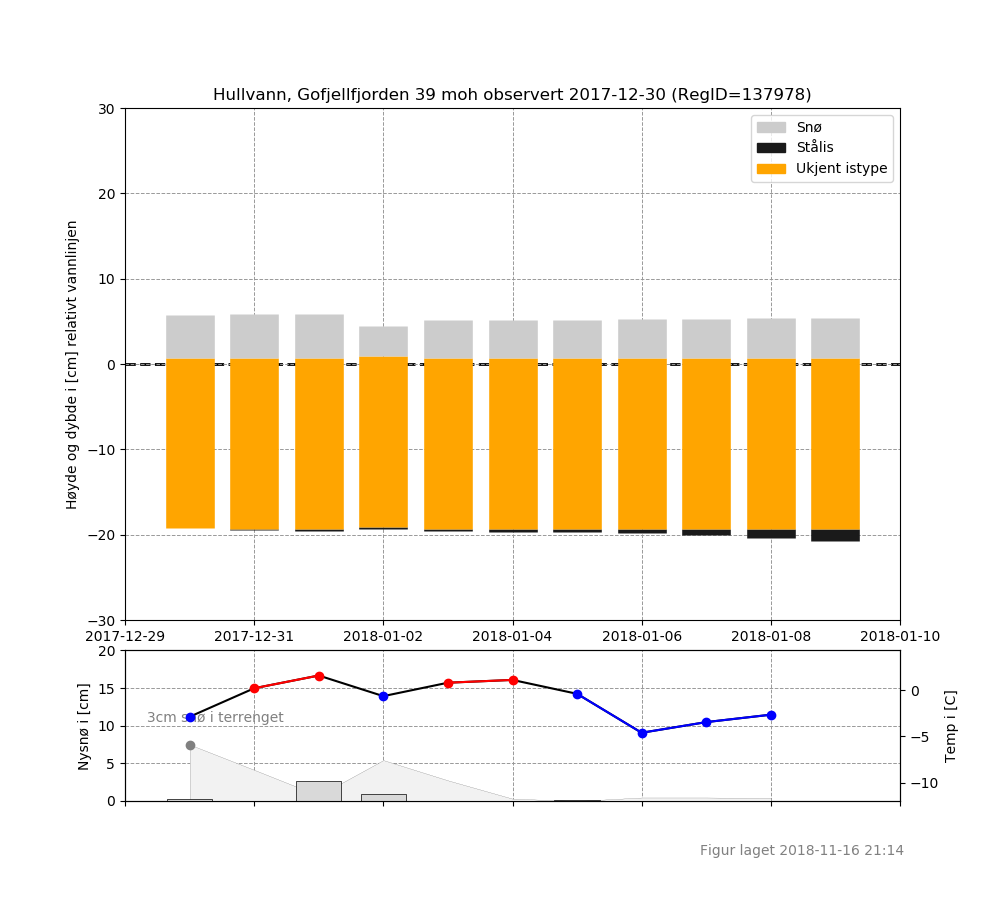 Hullvann, Gofjellfjorden 39 moh observert 2017-12-30 (RegID=137978)
Høyde og dybde i [cm] relativt vannlinjen
30
20
10
0
−10
−20
−30
Snø
Stålis
Ukjent istype
2017-12-29 2017-12-31 2018-01-02 2018-01-04 2018-01-06 2018-01-08 2018-01-10
Nysnø i [cm]
20
15
10
5
0
3cm snø i terrenget
0
−5
−10
Temp i [C]
Figur laget 2018-11-16 21:14